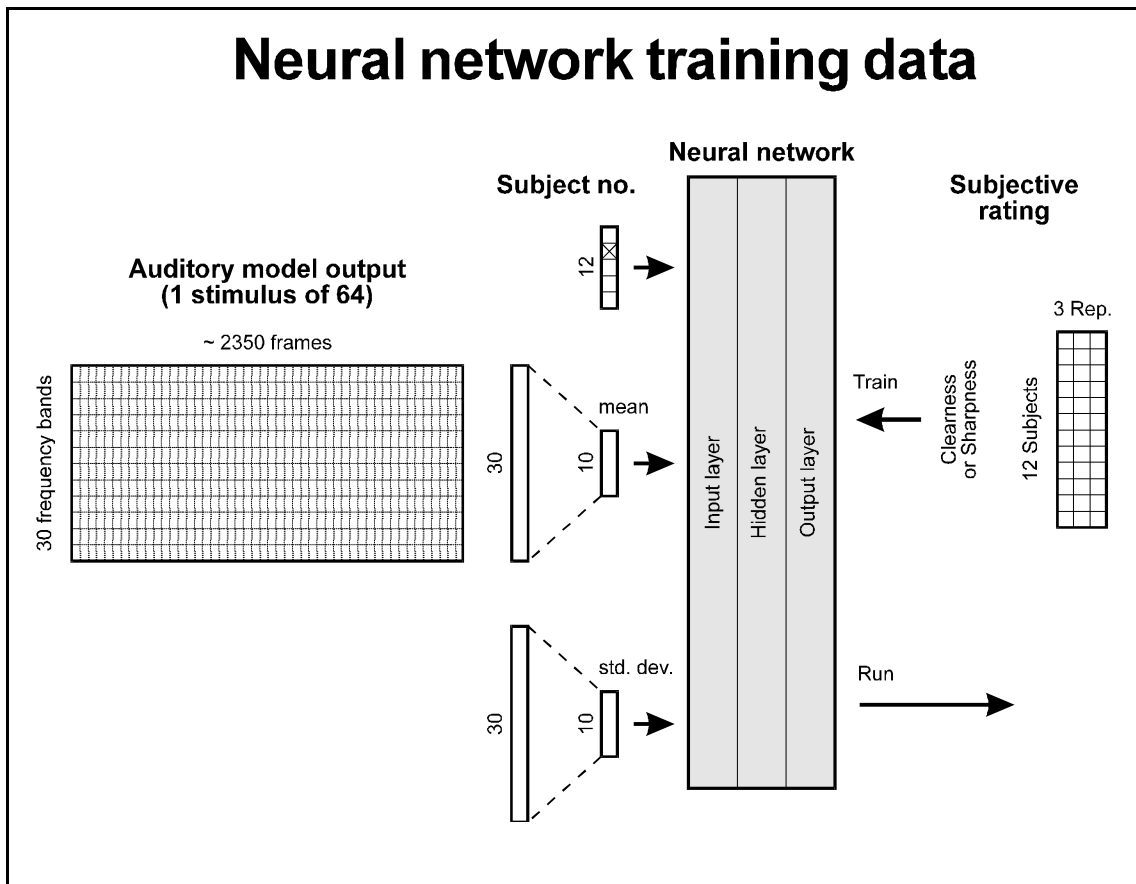 Neural network training data
Neural network
Subject no.
Subjective
rating
12
Auditory model output
(1 stimulus of 64)
3 Rep.
~ 2350 frames
30 frequency bands
30
mean
10
Input layer
Hidden layer
Output layer
Train
Clearness
or Sharpness
12 Subjects
std. dev.
30
10
Run